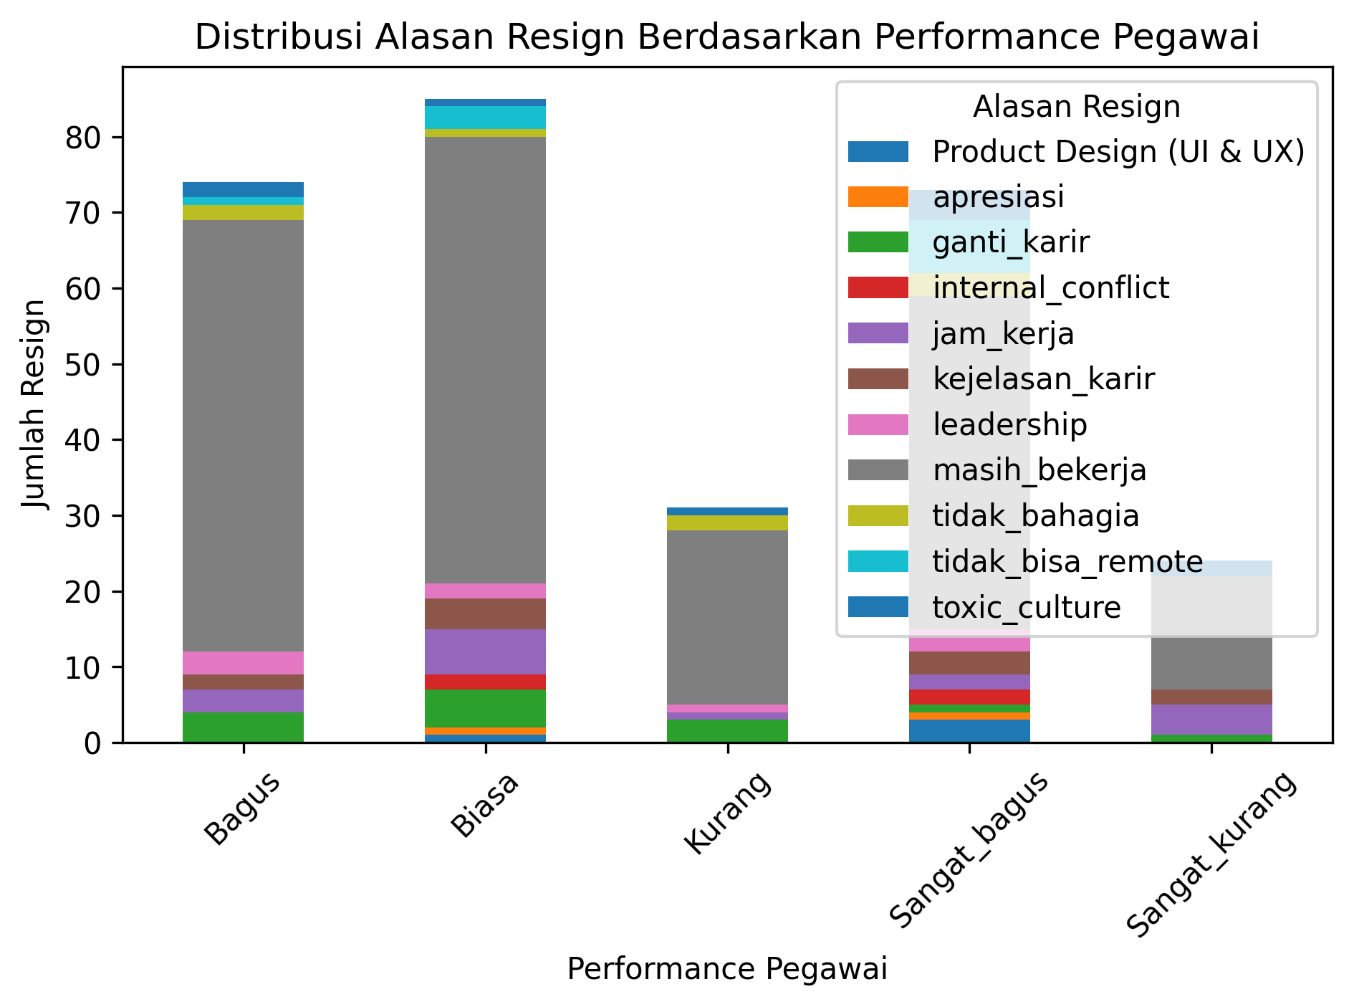 Distribusi Alasan Resign Berdasarkan Performance Pegawai
Jumlah Resign
80
70
60
50
40
30
20
10
0
Alasan Resign
Product Design (UI & UX)
apresiasi
ganti_karir
internal_conflict
jam_kerja
kejelasan_karir
leadership
masih_bekerja
tidak_bahagia
tidak_bisa_remote
toxic_culture
Bagus
Biasa
Kurang
Sangat_bagus
Sangat_kurang
Performance Pegawai